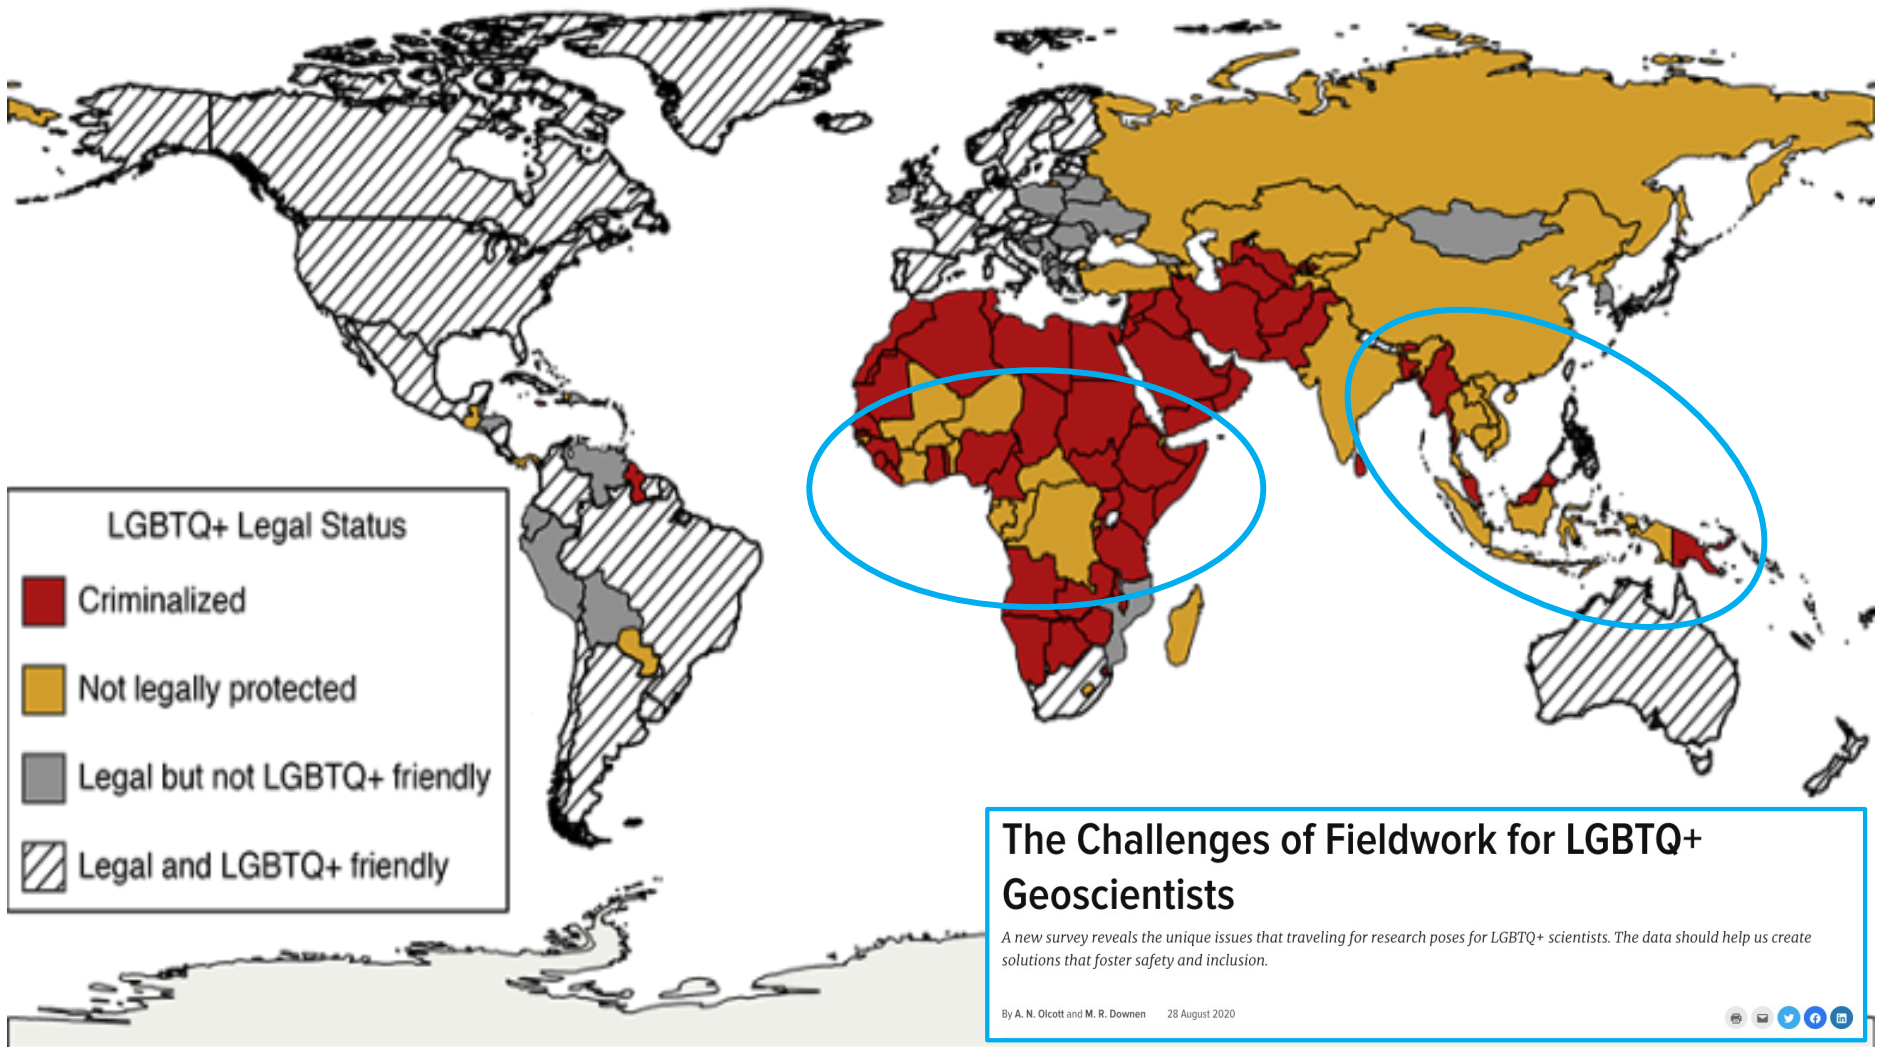 LGBTQ+ Legal Status
Criminalized
Not legally protected
Legal but not LGBTQ+ friendly
Legal and LGBTQ+ friendly
The Challenges of Fieldwork for LGBTQ+
Geoscientists
A new survey reveals the unique issues that traveling for research poses for LGBTQ+ scientists. The data should help us create
solutions that foster safety and inclusion.
By A. N. Olcott and M. R. Downen 28 August 2020